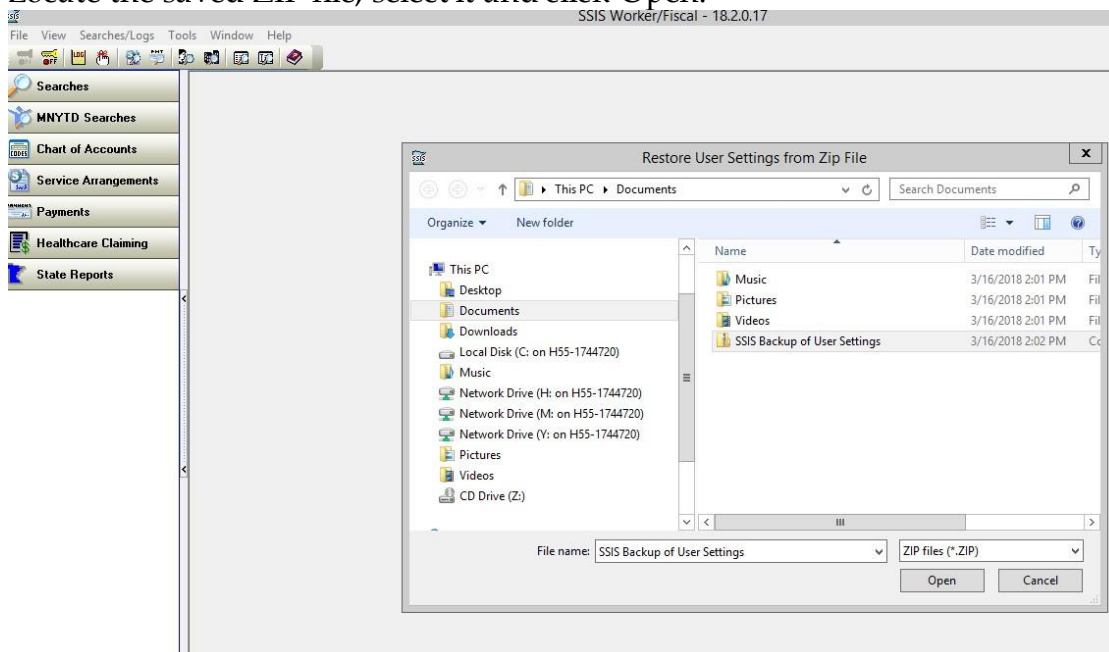 Locate the saved ZIP file, select it and click Open.
SSIS Worker/Fiscal - 18.2.0.17
File View Searches/Logs Tools Window Help
Searches
MNYTD Searches
Chart of Accounts
Service Arrangements
Payments
Healthcare Claiming
State Reports
Restore User Settings from Zip File
x
This PC Documents
Search Documents
Organize New folder
This PC
Desktop
Documents
Downloads
Local Disk (C: on H55-1744720)
Music
Network Drive (H: on H55-1744720)
Network Drive (M: on H55-1744720)
Network Drive (Y: on H55-1744720)
Pictures
Videos
CD Drive (Z:)
Name Date modified Ty
Music 3/16/2018 2:01 PM Fil
Pictures 3/16/2018 2:01 PM Fil
Videos 3/16/2018 2:01 PM Fil
SSIS Backup of User Settings 3/16/2018 2:02 PM Cc
File name: SSIS Backup of User Settings ZIP files (*.ZIP)
Open Cancel